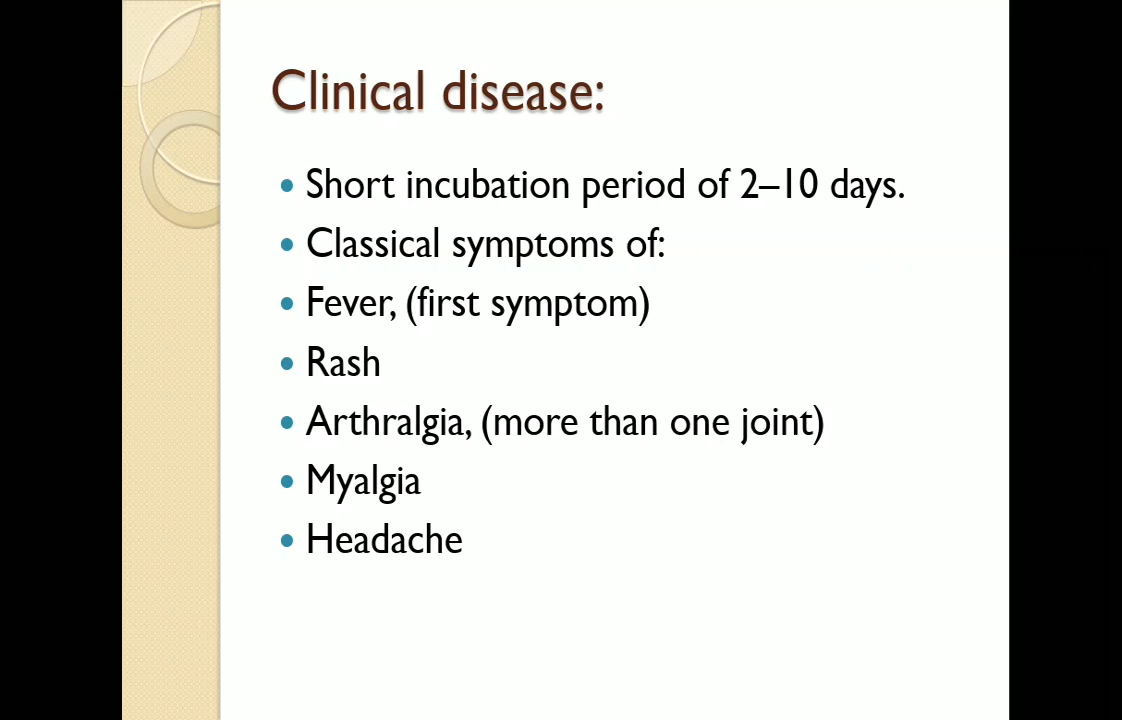 Clinical disease:
• Short incubation period of 2–10 days.
• Classical symptoms of:
• Fever, (first symptom)
• Rash
• Arthralgia, (more than one joint)
• Myalgia
• Headache